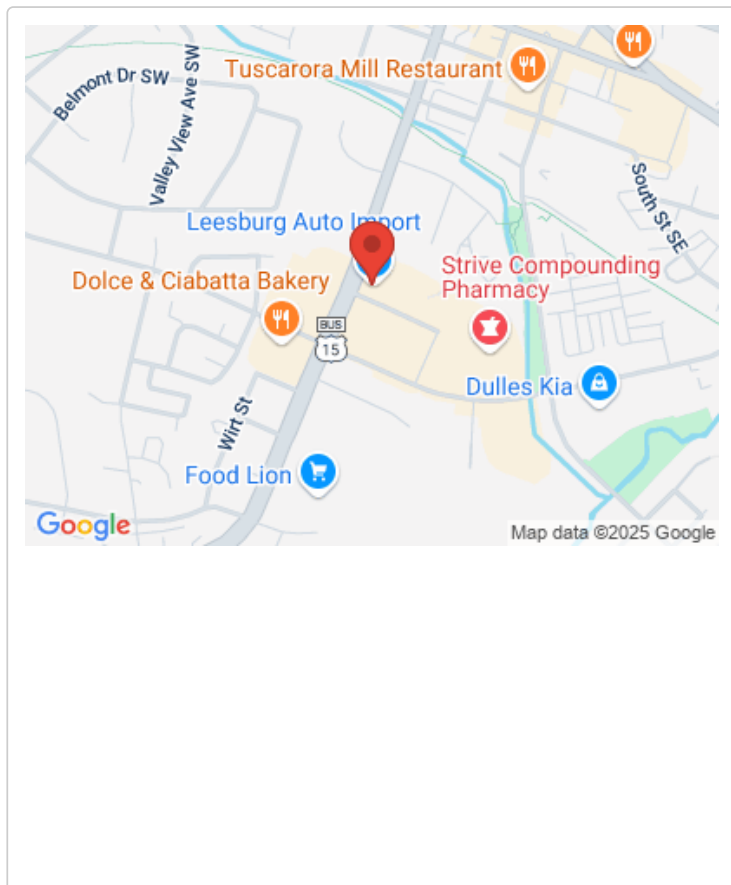 Tuscarora Mill Restaurant
Belmont Dr SW
Valley View Ave SW
South St SE
Leesburg Auto Import
Dolce & Ciabatta Bakery
Strive Compounding
Pharmacy
BUS
15
Dulles Kia
Wirt St
Food Lion
Google
Map data ©2025 Google